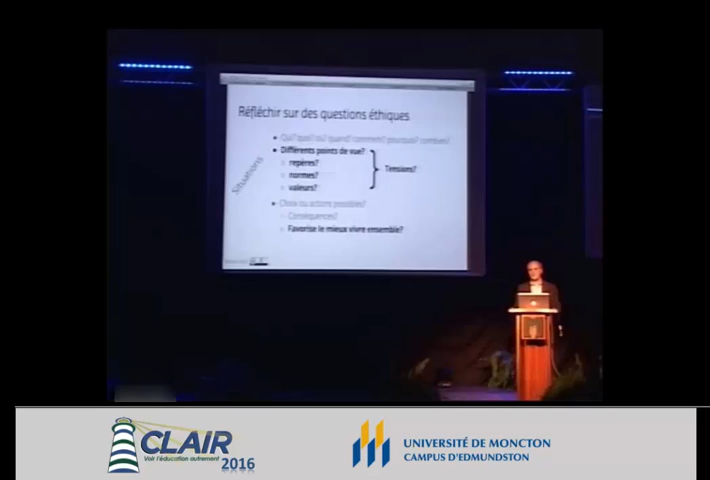 Réfléchir sur des questions éthiques
Situations
• Qui? quoi? où? quand? comment? pourquoi? combien?
• Différents points de vue?
repères?
normes?
valeurs?
Tensions?
• Choix ou actions possibles?
Conséquences?
Favorise le mieux vivre ensemble?
CLAIR
Voir l'éducation autrement
2016
UNIVERSITÉ DE MONCTON
CAMPUS D'EDMUNDSTON